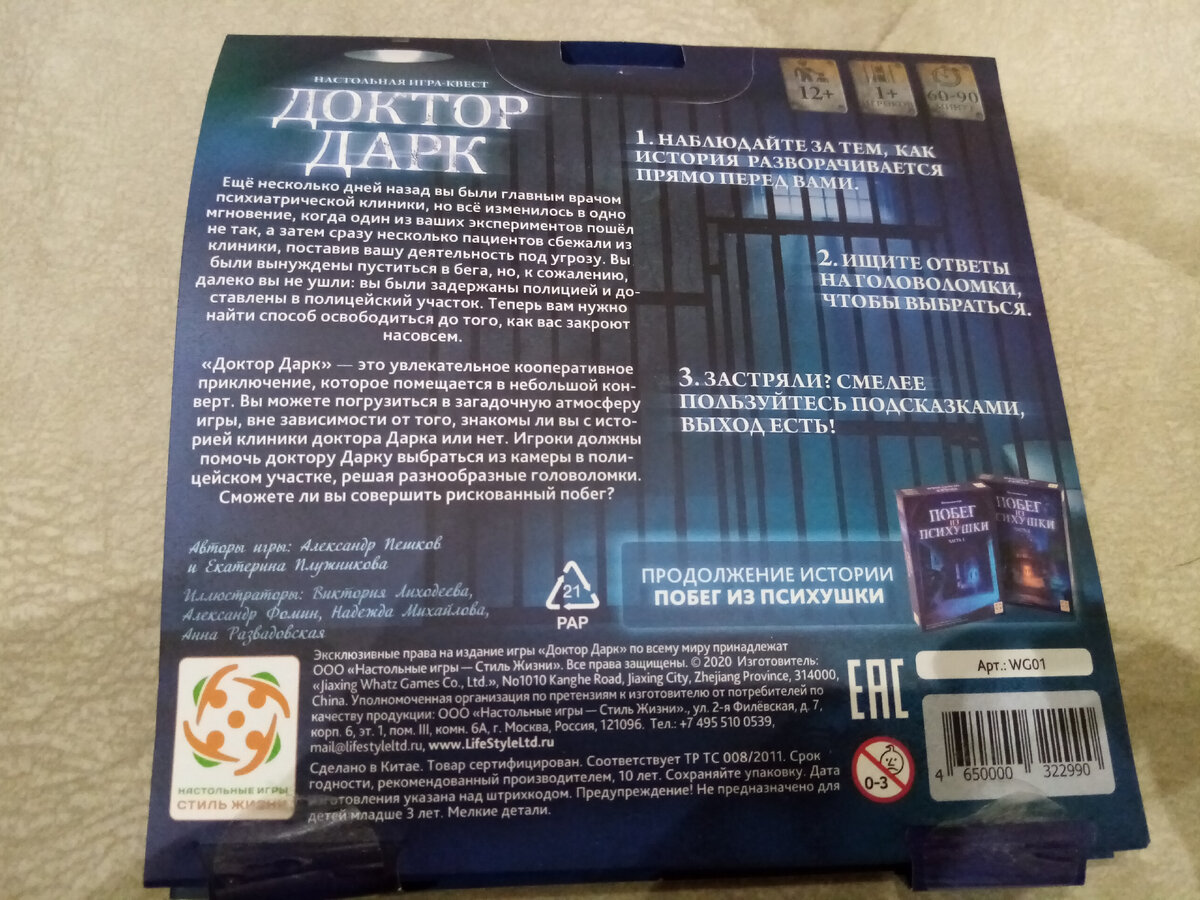 НАСТОЛЬНАЯ ИГРА-КВЕСТ
ДОКТОР
ДАРК
12+
1+
ИГРОКОВ
60-90
МИНУТ
Ещё несколько дней назад вы были главным врачом
психиатрической клиники, но всё изменилось в одно
мгновение, когда один из ваших экспериментов пошёл
не так, а затем сразу несколько пациентов сбежали из
клиники, поставив вашу деятельность под угрозу. Вы
были вынуждены пуститься в бега, но, к сожалению,
далеко вы не ушли: вы были задержаны полицией и до-
ставлены в полицейский участок. Теперь вам нужно
найти способ освободиться до того, как вас закроют
насовсем.
«Доктор Дарк» — это увлекательное кооперативное
приключение, которое помещается в небольшой кон-
верт. Вы можете погрузиться в загадочную атмосферу
игры, вне зависимости от того, знакомы ли вы с исто-
рией клиники доктора Дарка или нет. Игроки должны
помочь доктору Дарку выбраться из камеры в поли-
цейском участке, решая разнообразные головоломки.
Сможете ли вы совершить рискованный побег?
1. НАБЛЮДАЙТЕ ЗА ТЕМ, КАК
ИСТОРИЯ РАЗВОРАЧИВАЕТСЯ
ПРЯМО ПЕРЕД ВАМИ.
2. ИЩИТЕ ОТВЕТЫ
НА ГОЛОВОЛОМКИ,
ЧТОБЫ ВЫБРАТЬСЯ.
3. ЗАСТРЯЛИ? СМЕЛЕЕ
ПОЛЬЗУЙТЕСЬ ПОДСКАЗКАМИ,
ВЫХОД ЕСТЬ!
Авторы игры: Александр Пешков
и Екатерина Плужникова
Иллюстраторы: Виктория Лиходеева,
Александр Фомин, Надежда Михайлова,
Анна Развадовская
21
PAP
ПРОДОЛЖЕНИЕ ИСТОРИИ
ПОБЕГ ИЗ ПСИХУШКИ
ПОБЕГ
ИЗ
ПСИХУШКИ
ПОБЕГ
ИЗ
ПСИХУШКИ
Эксклюзивные права на издание игры «Доктор Дарк» по всему миру принадлежат
ООО «Настольные игры — Стиль Жизни». Все права защищены. © 2020 Изготовитель:
«Jiaxing Whatz Games Co., Ltd.», No1010 Kanghe Road, Jiaxing City, Zhejiang Province, 314000,
China. Уполномоченная организация по претензиям к изготовителю от потребителей по
качеству продукции: ООО «Настольные игры — Стиль Жизни»., ул. 2-я Филёвская, д. 7,
корп. 6, эт. 1, пом. III, комн. 6А, г. Москва, Россия, 121096. Тел.: +7 495 510 0539,
mail@lifestyleltd.ru, www.LifeStyleLtd.ru
Сделано в Китае. Товар сертифицирован. Соответствует ТР ТС 008/2011. Срок
годности, рекомендованный производителем, 10 лет. Сохраняйте упаковку. Дата
изготовления указана над штрихкодом. Предупреждение! Не предназначено для
детей младше 3 лет. Мелкие детали.
НАСТОЛЬНЫЕ ИГРЫ
СТИЛЬ ЖИЗНИ
EAC
0-3
Арт.: WG01
4 650000 322990